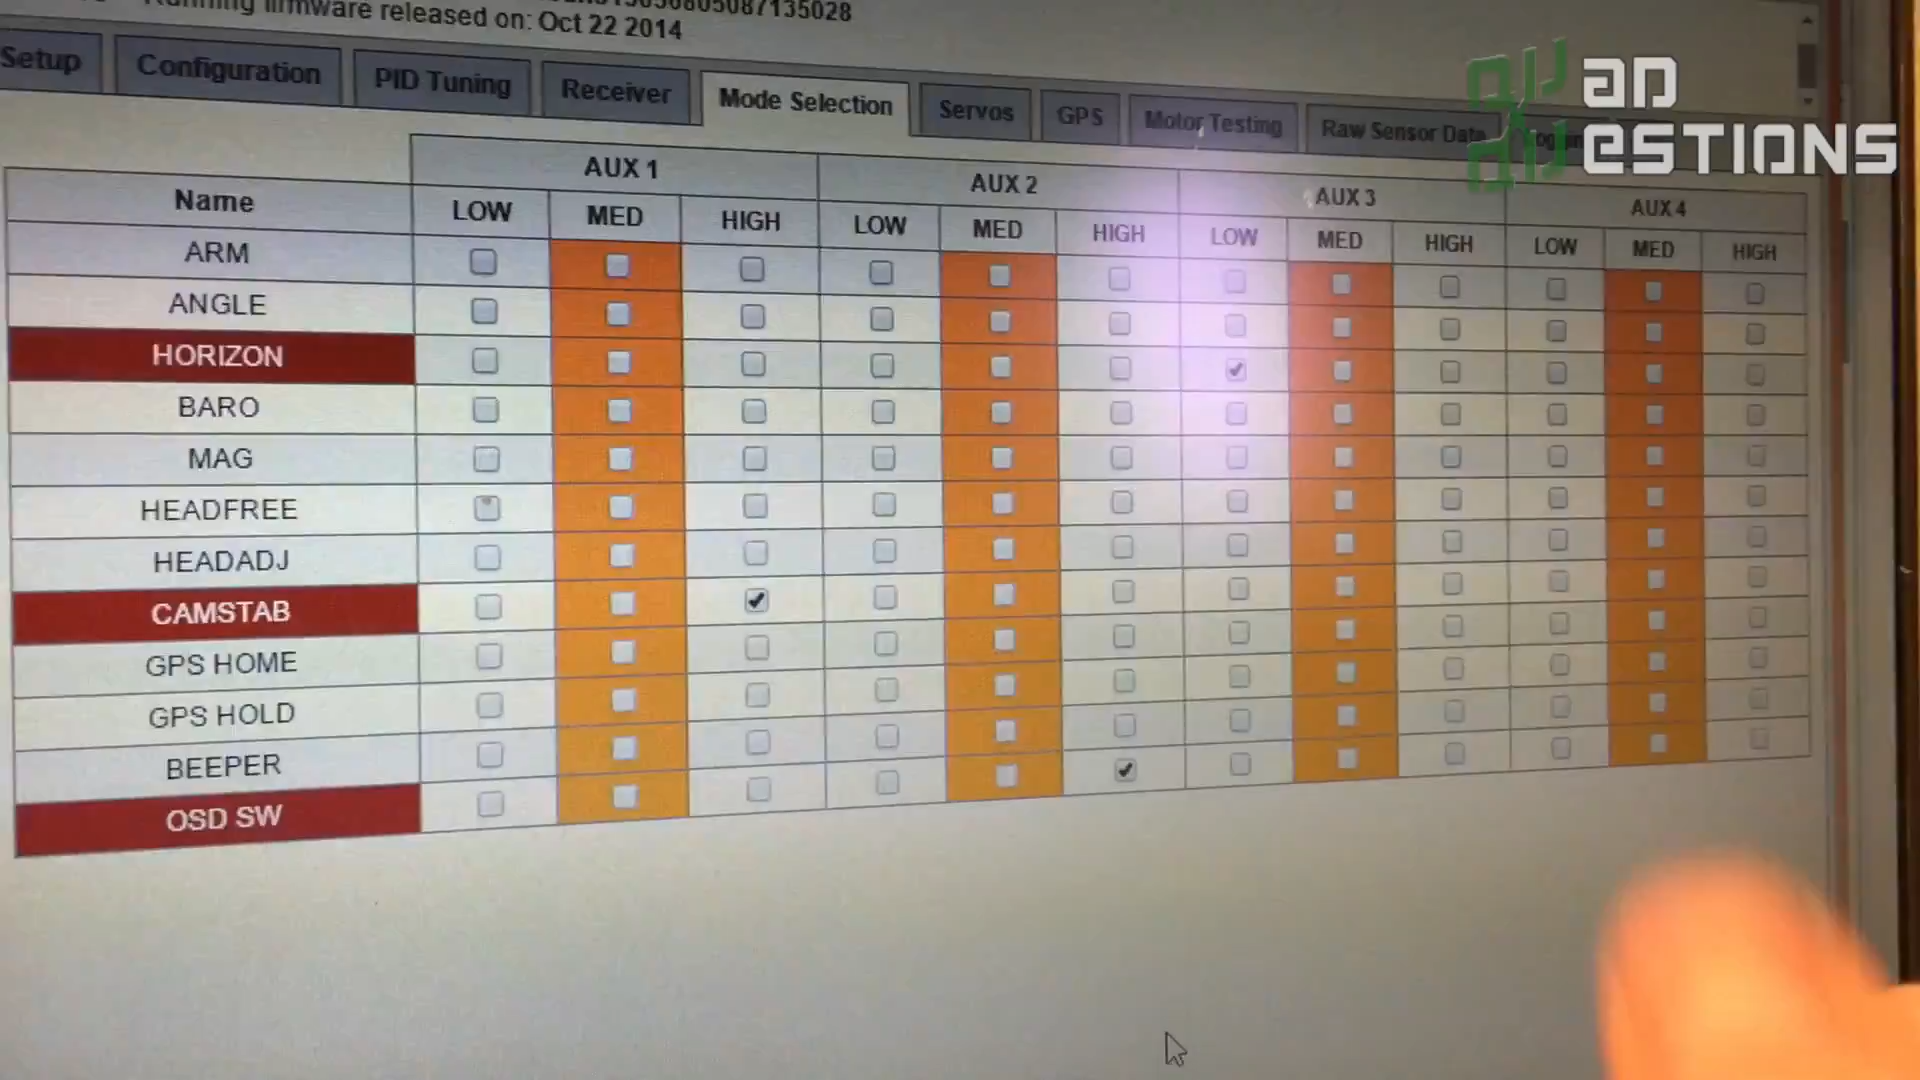 firmware released on: Oct 22 2014
Setup Configuration PID Tuning Receiver Mode Selection Servos GPS Motor Testing Raw Sensor Data
QUAD
QUESTIONS
AUX 1 AUX 2 AUX 3 AUX 4
Name LOW MED HIGH LOW MED HIGH LOW MED HIGH LOW MED HIGH
ARM
ANGLE
HORIZON
BARO
MAG
HEADFREE
HEADADJ
CAMSTAB
GPS HOME
GPS HOLD
BEEPER
OSD SW